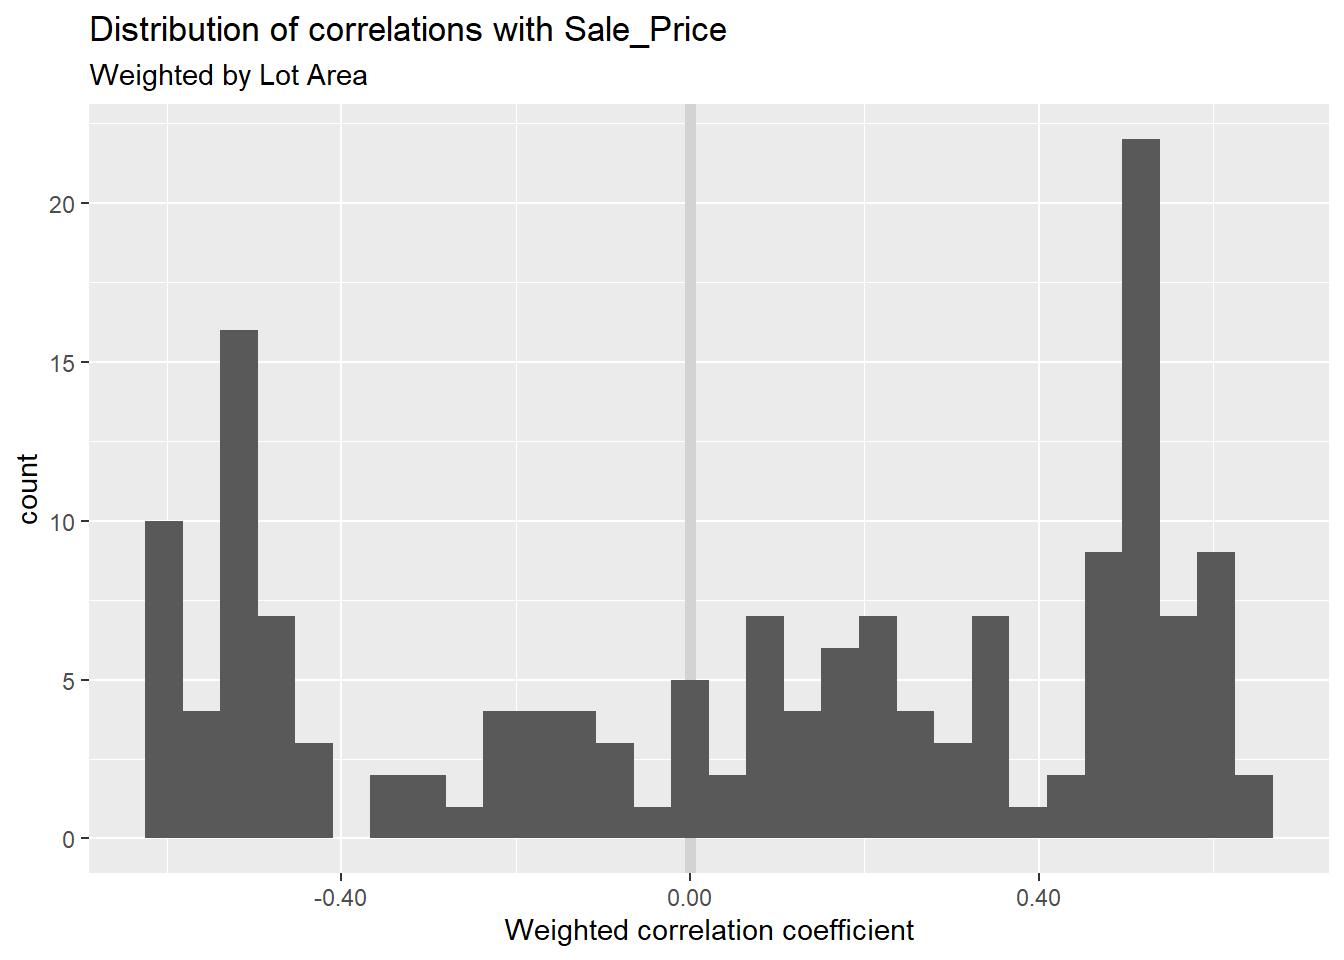 Distribution of correlations with Sale_Price
Weighted by Lot Area
20
15
10
5
0
count
-0.40
0.00
0.40
Weighted correlation coefficient